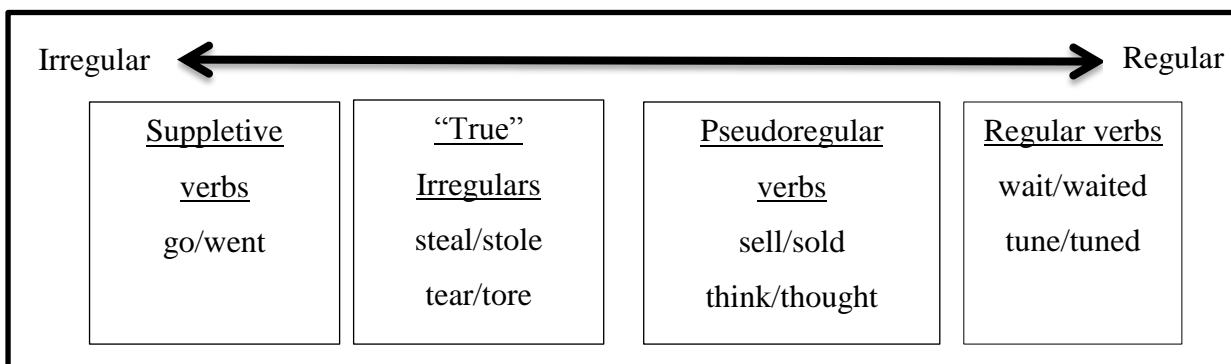 Irregular
Regular
Suppletive
verbs
go/went
“True”
Irregulars
steal/stole
tear/tore
Pseudoregular
verbs
sell/sold
think/thought
Regular verbs
wait/waited
tune/tuned